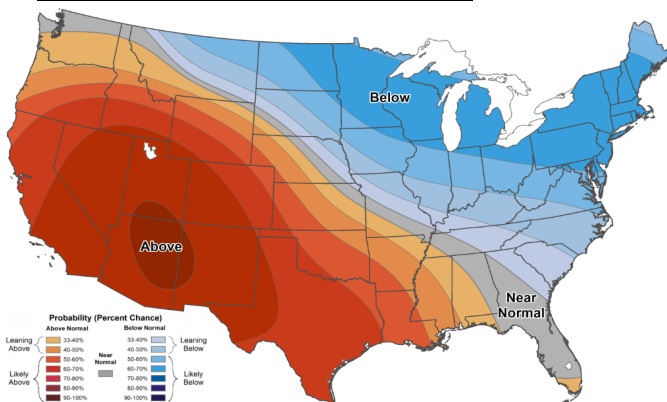 Below
Above
Near
Normal
Probability (Percent Chance)
Above Normal
Below Normal
Leaning
Above
33-40%
40-50%
Near
Normal
33-40%
40-50%
Leaning
Below
Likely
Above
50-60%
60-70%
70-80%
80-90%
90-100%
50-60%
60-70%
70-80%
80-90%
90-100%
Likely
Below